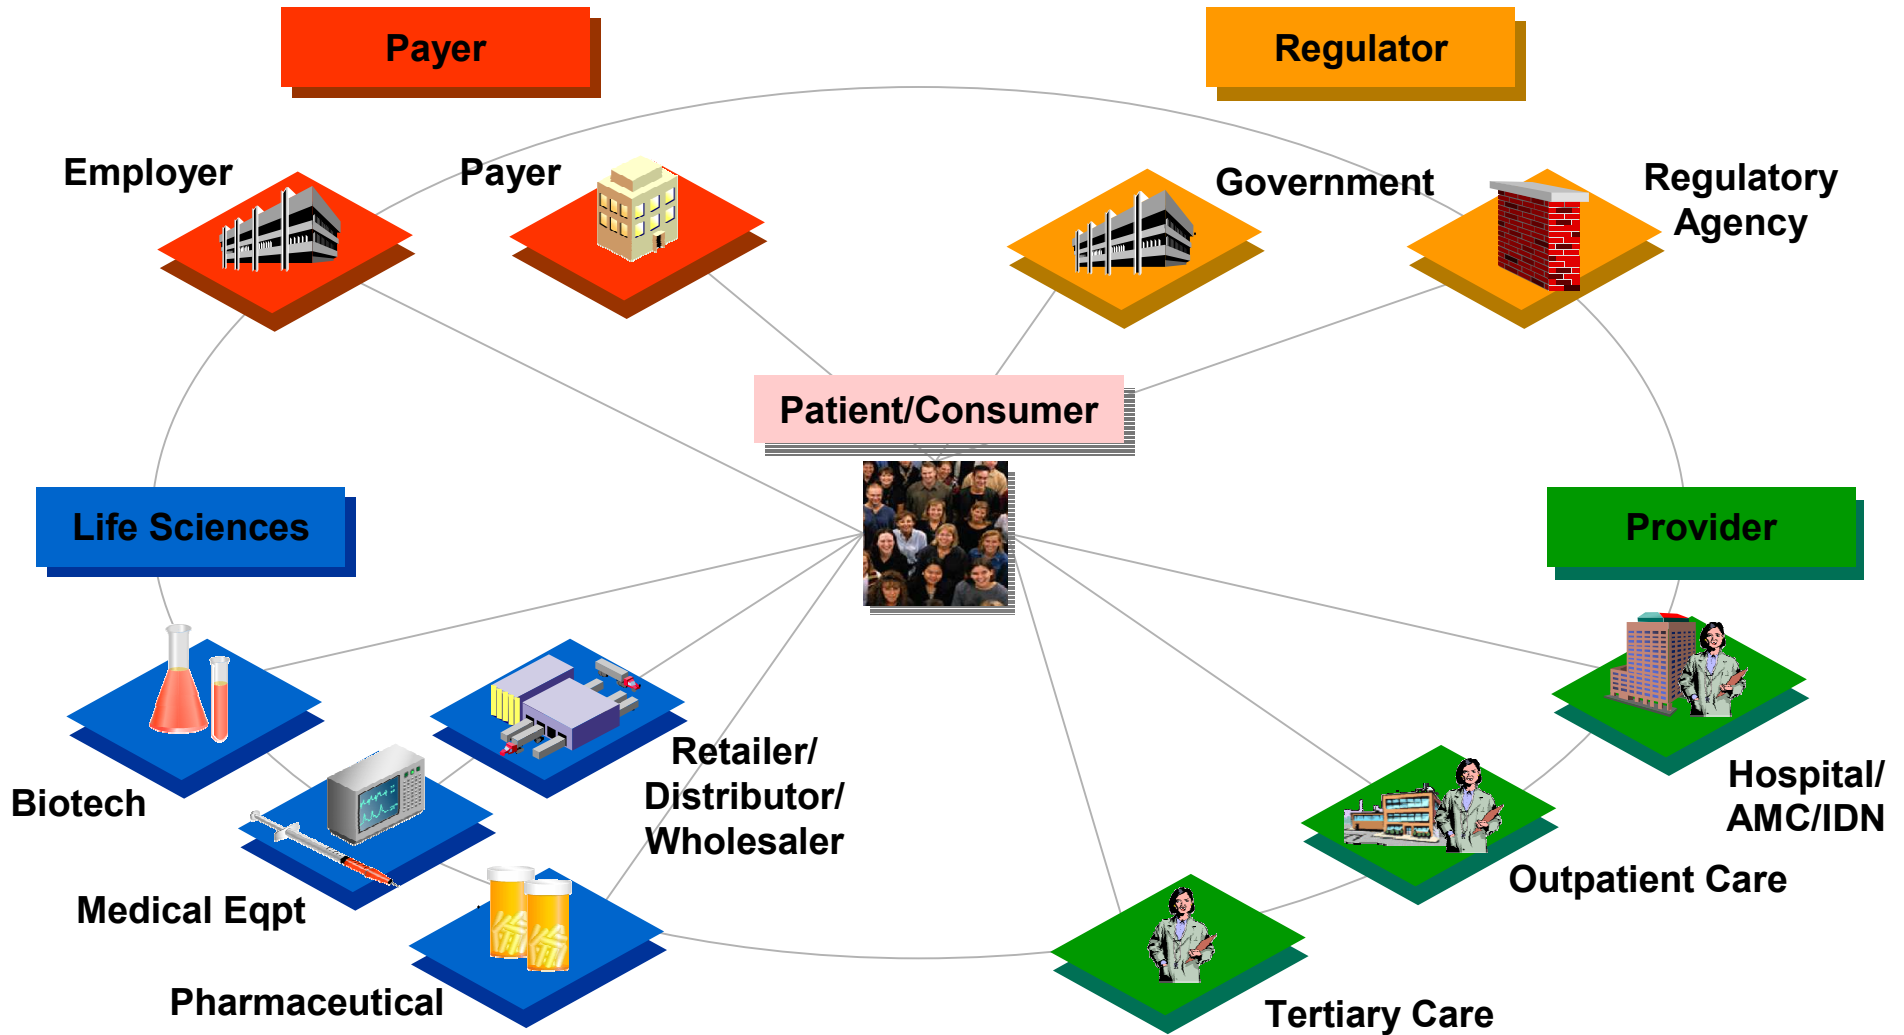 Payer
Regulator
Employer
Payer
Government
Regulatory
Agency
Patient/Consumer
Life Sciences
Provider
Biotech
Retailer/
Distributor/
Wholesaler
Hospital/
AMC/IDN
Medical Eqpt
Outpatient Care
Pharmaceutical
Tertiary Care